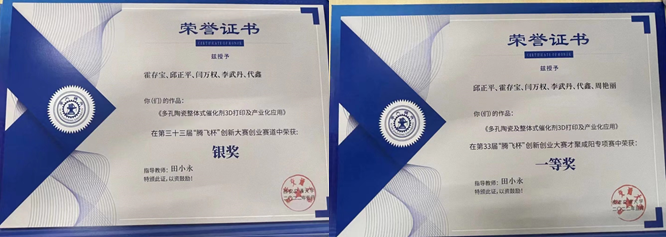 荣誉证书
兹授予
霍存宝、邱正平、闫万权、李武丹、代鑫
你(们)的作品:
《多孔陶瓷整体式催化剂3D打印及产业化应用》
在第三十三届"腾飞杯"创新大赛创业赛道中荣获:
银奖
指导教师: 田小永
特颁此证,以资鼓励!
荣誉证书
兹授予
邱正平、霍存宝、闫万权、李武丹、代鑫、周艳丽
你(们)的作品:
《多孔陶瓷及整体式催化剂3D打印及产业化应用》
在第33届"腾飞杯"创新创业大赛才聚咸阳专项赛中荣获:
一等奖
指导教师: 田小永
特颁此证,以资鼓励!